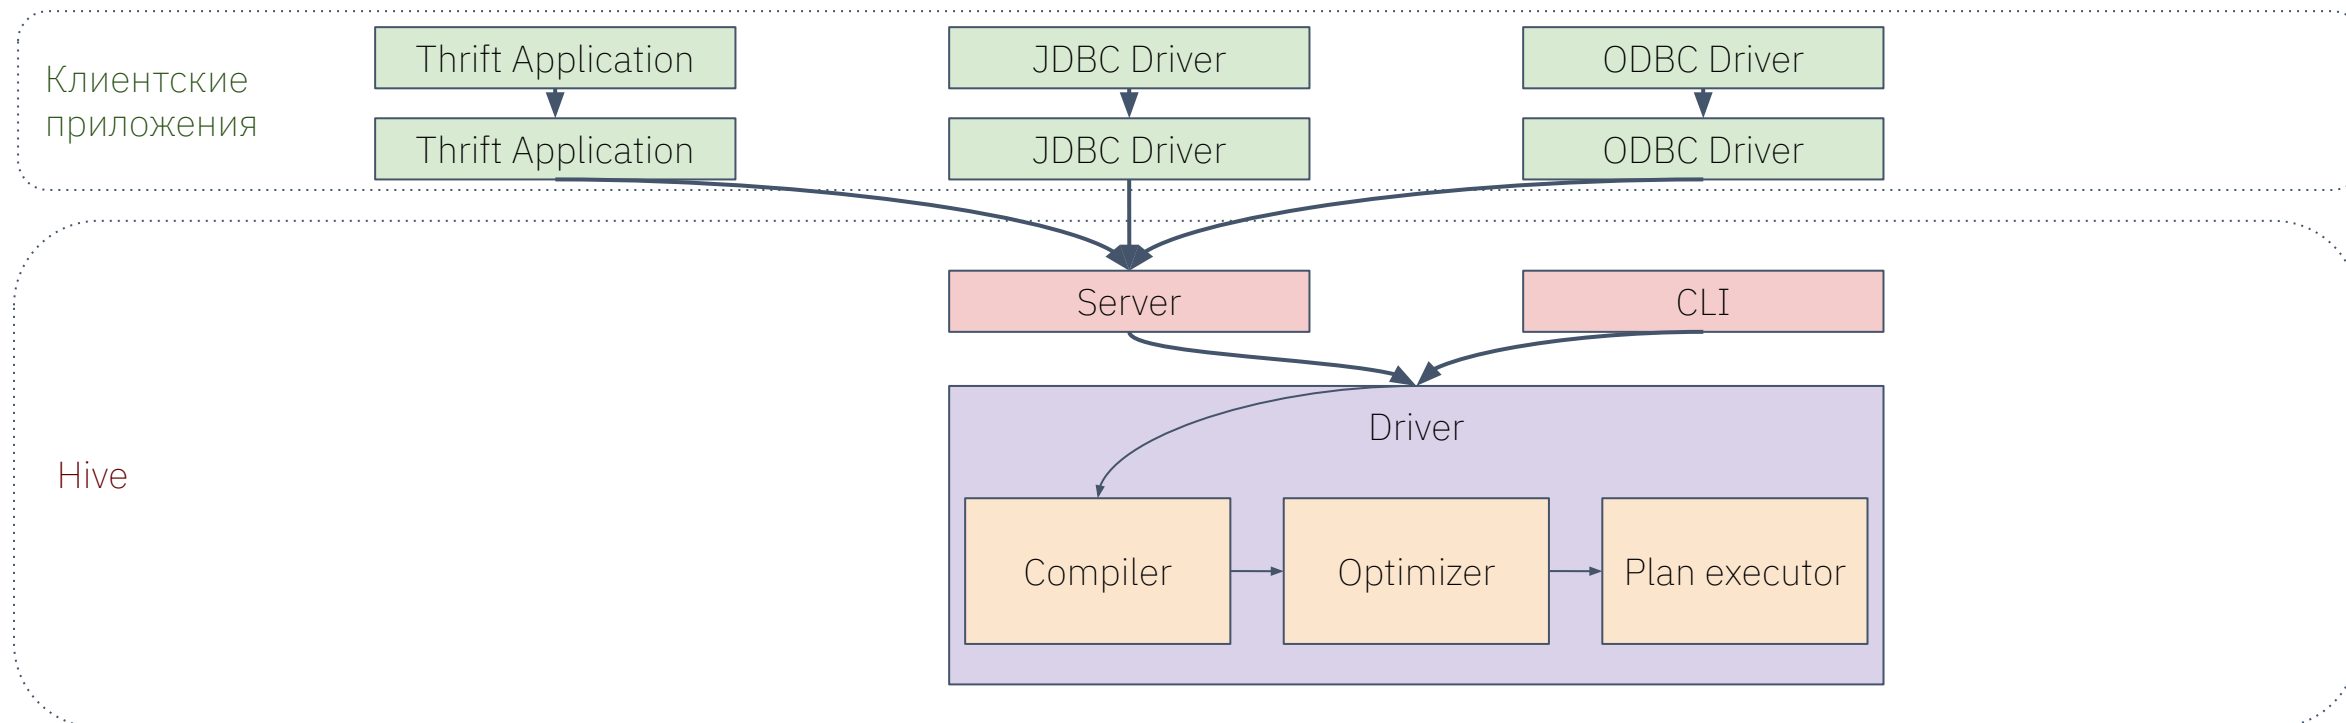 Клиентские
приложения
Thrift Application
JDBC Driver
ODBC Driver
Thrift Application
JDBC Driver
ODBC Driver
Hive
Server
CLI
Driver
Compiler
Optimizer
Plan executor